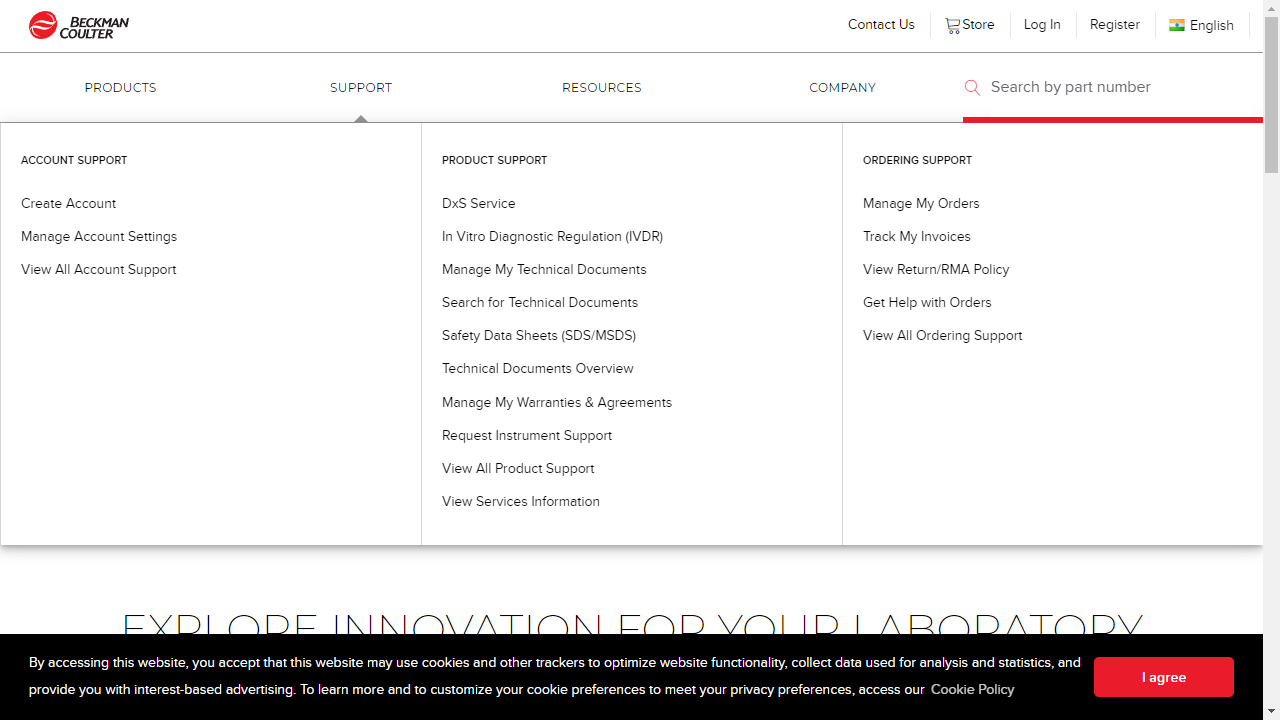 BECKMAN
COULTER
Contact Us
Store
Log In
Register
English
PRODUCTS
SUPPORT
RESOURCES
COMPANY
Search by part number
ACCOUNT SUPPORT
Create Account
Manage Account Settings
View All Account Support
PRODUCT SUPPORT
DxS Service
In Vitro Diagnostic Regulation (IVDR)
Manage My Technical Documents
Search for Technical Documents
Safety Data Sheets (SDS/MSDS)
Technical Documents Overview
Manage My Warranties & Agreements
Request Instrument Support
View All Product Support
View Services Information
ORDERING SUPPORT
Manage My Orders
Track My Invoices
View Return/RMA Policy
Get Help with Orders
View All Ordering Support
EXPLORE INNOVATION FOR YOUR LABORATORY
By accessing this website, you accept that this website may use cookies and other trackers to optimize website functionality, collect data used for analysis and statistics, and
provide you with interest-based advertising. To learn more and to customize your cookie preferences to meet your privacy preferences, access our Cookie Policy
I agree